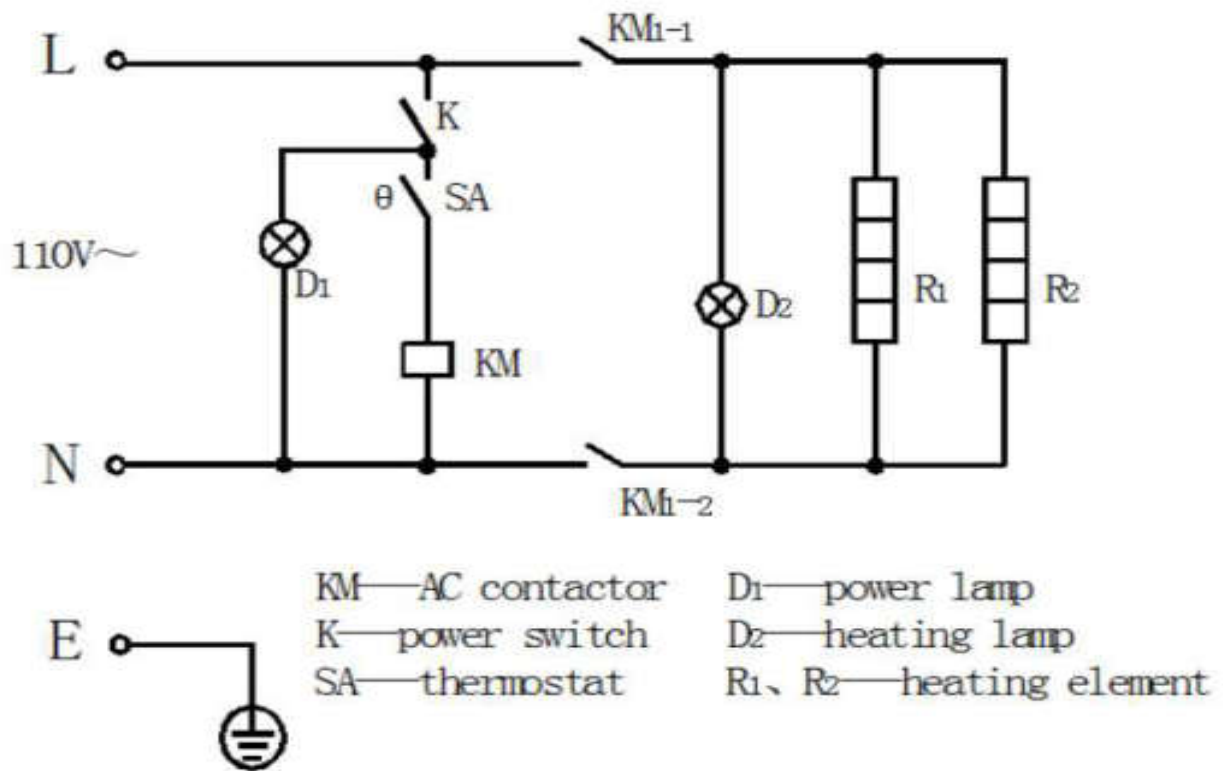 L
KM1-1
K
θ SA
110V~
D1
D2
R1
R2
KM
N
KM1-2
KM——AC contactor D1——power lamp
E
K——power switch D2——heating lamp
SA——thermostat R1、R2——heating element